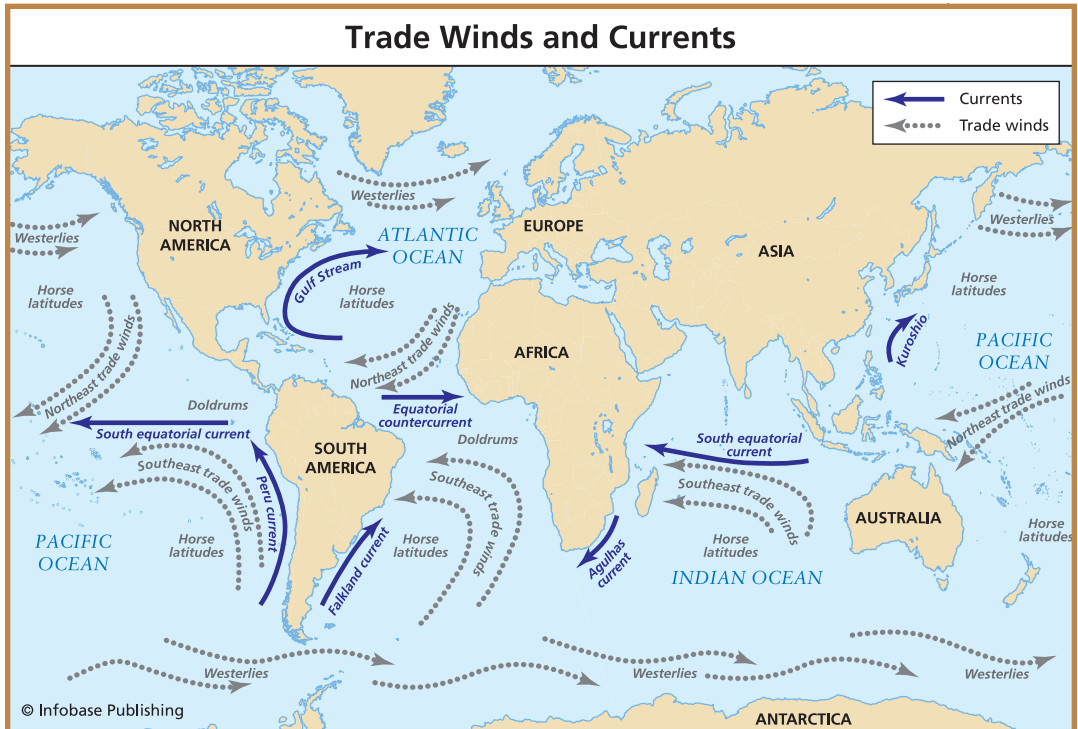 Trade Winds and Currents
Currents
Trade winds
Westerlies
Westerlies
Westerlies
NORTH
AMERICA
EUROPE
ASIA
ATLANTIC
OCEAN
Gulf Stream
Horse
latitudes
Horse
latitudes
Horse
latitudes
Kuroshio
PACIFIC
OCEAN
Northeast trade winds
Northeast trade winds
AFRICA
Northeast trade winds
Doldrums
Equatorial
countercurrent
South equatorial current
Doldrums
South equatorial
current
SOUTH
AMERICA
Southeast trade winds
Southeast trade winds
Southeast trade winds
Peru current
AUSTRALIA
PACIFIC
OCEAN
Horse
latitudes
Falkland current
Horse
latitudes
Agulhas
current
Horse
latitudes
Horse
latitudes
INDIAN OCEAN
Westerlies
Westerlies
Westerlies
© Infobase Publishing
ANTARCTICA